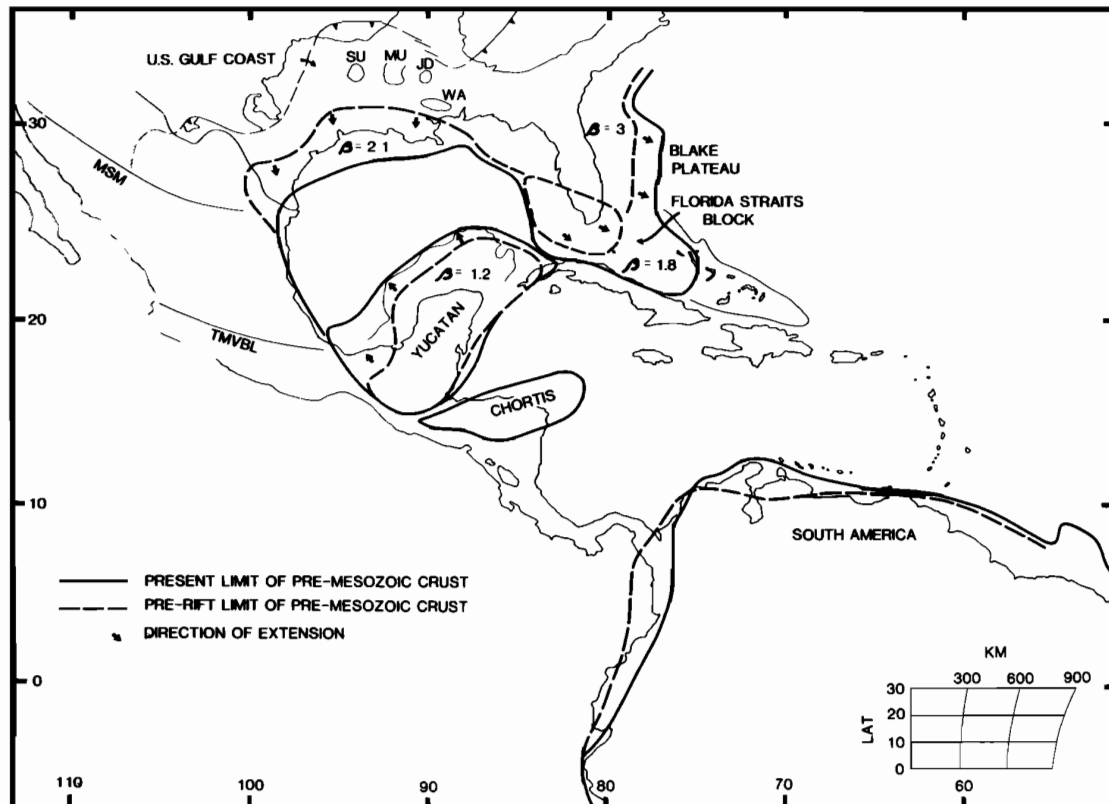 U.S. GULF COAST
SU
MU
JD
WA
30
MSM
β= 2 1
β= 3
BLAKE
PLATEAU
FLORIDA STRAITS
BLOCK
β= 1.8
β= 1.2
20
YUCATAN
TMVBL
CHORTIS
10
SOUTH AMERICA
PRESENT LIMIT OF PRE-MESOZOIC CRUST
PRE-RIFT LIMIT OF PRE-MESOZOIC CRUST
DIRECTION OF EXTENSION
0
KM
300 600 900
LAT
30
20
10
0
110 100 90 80 70 60